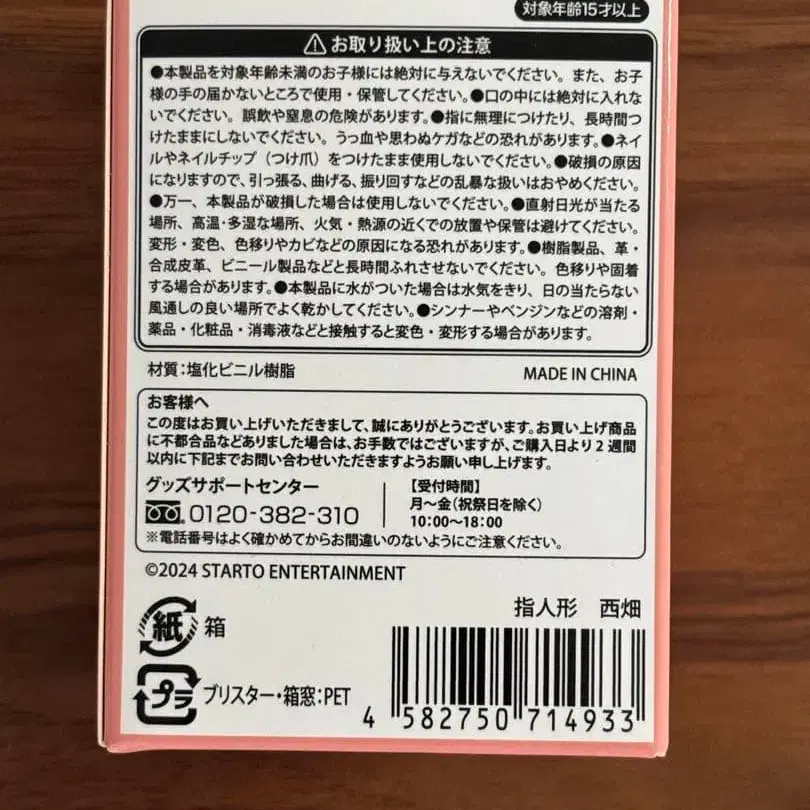 対象年齢15才以上
⚠お取り扱い上の注意
●本製品を対象年齢未満のお子様には絶対に与えないでください。また、お子
様の手の届かないところで使用・保管してください。●口の中には絶対に入れな
いでください。誤飲や窒息の危険があります。●指に無理につけたり、長時間つ
けたままにしないでください。うっ血や思わぬケガなどの恐れがあります。●ネイ
ルやネイルチップ（つけ爪）をつけたまま使用しないでください。●破損の原因
になりますので、引っ張る、曲げる、振り回すなどの乱暴な扱いはおやめください。
●万一、本製品が破損した場合は使用しないでください。●直射日光が当たる
場所、高温・多湿な場所、火気・熱源の近くでの放置や保管は避けてください。
変形・変色、色移りやカビなどの原因になる恐れがあります。●樹脂製品、革・
合成皮革、ビニール製品などと長時間ふれさせないでください。色移りや固着
する場合があります。●本製品に水がついた場合は水気をきり、日の当たらない
風通しの良い場所でよく乾かしてください。●シンナーやベンジンなどの溶剤・
薬品・化粧品・消毒液などと接触すると変色・変形する場合があります。
材質：塩化ビニル樹脂
MADE IN CHINA
お客様へ
この度はお買い上げいただきまして、誠にありがとうございます。お買い上げ商品
に不都合品などありました場合は、お手数ではございますが、ご購入日より2週間
以内に下記までお問い合わせいただきますようお願い申し上げます。
グッズサポートセンター
0120-382-310
【受付時間】
月〜金（祝祭日を除く）
10:00〜18:00
※電話番号はよく確かめてからお間違いのないようにご注意ください。
©2024 STARTO ENTERTAINMENT
指人形 西畑
紙 箱
プラ ブリスター・箱窓：PET
4 582750 714933